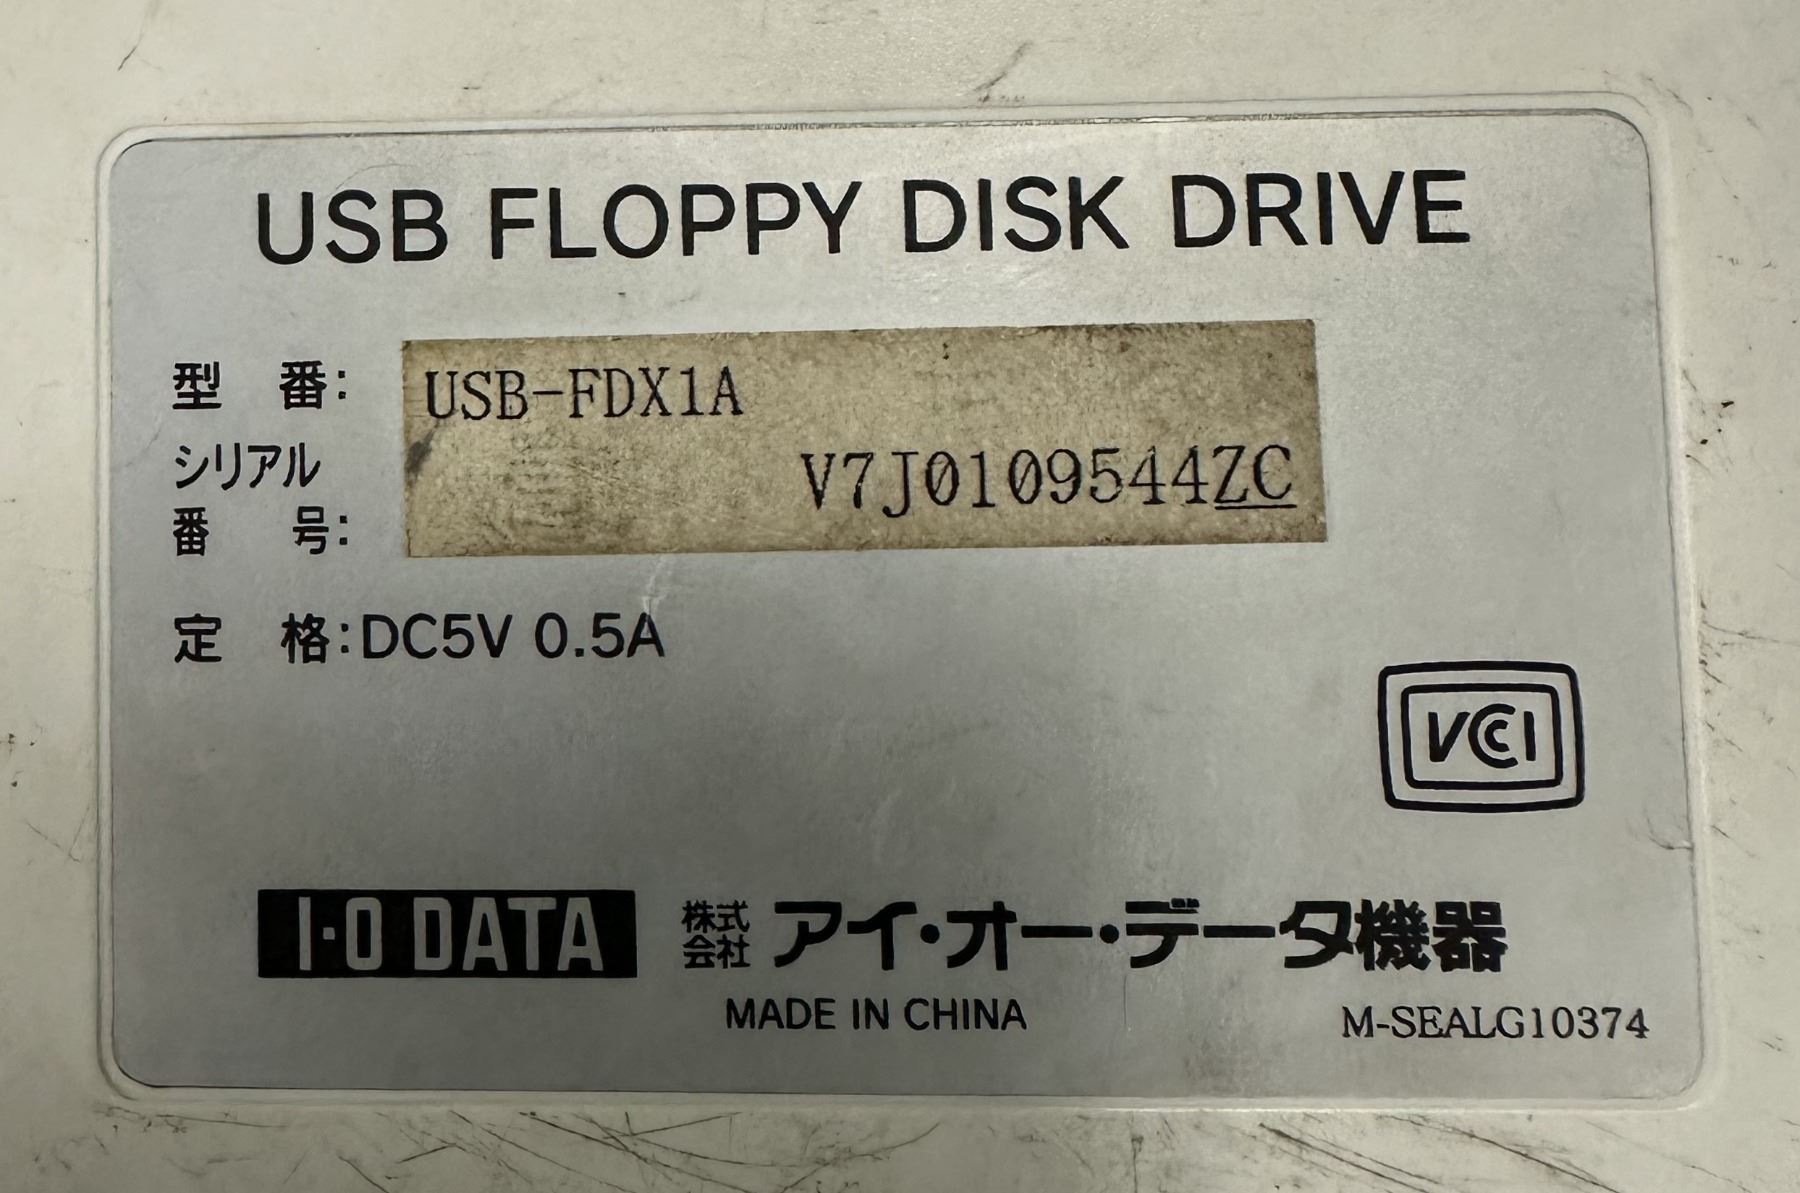 USB FLOPPY DISK DRIVE
型 番: USB-FDX1A
シリアル
番 号: V7J0109544ZC
定 格:DC5V 0.5A
VCCI
I-O DATA 株式会社 アイ・オー・データ機器
MADE IN CHINA
M-SEALG10374